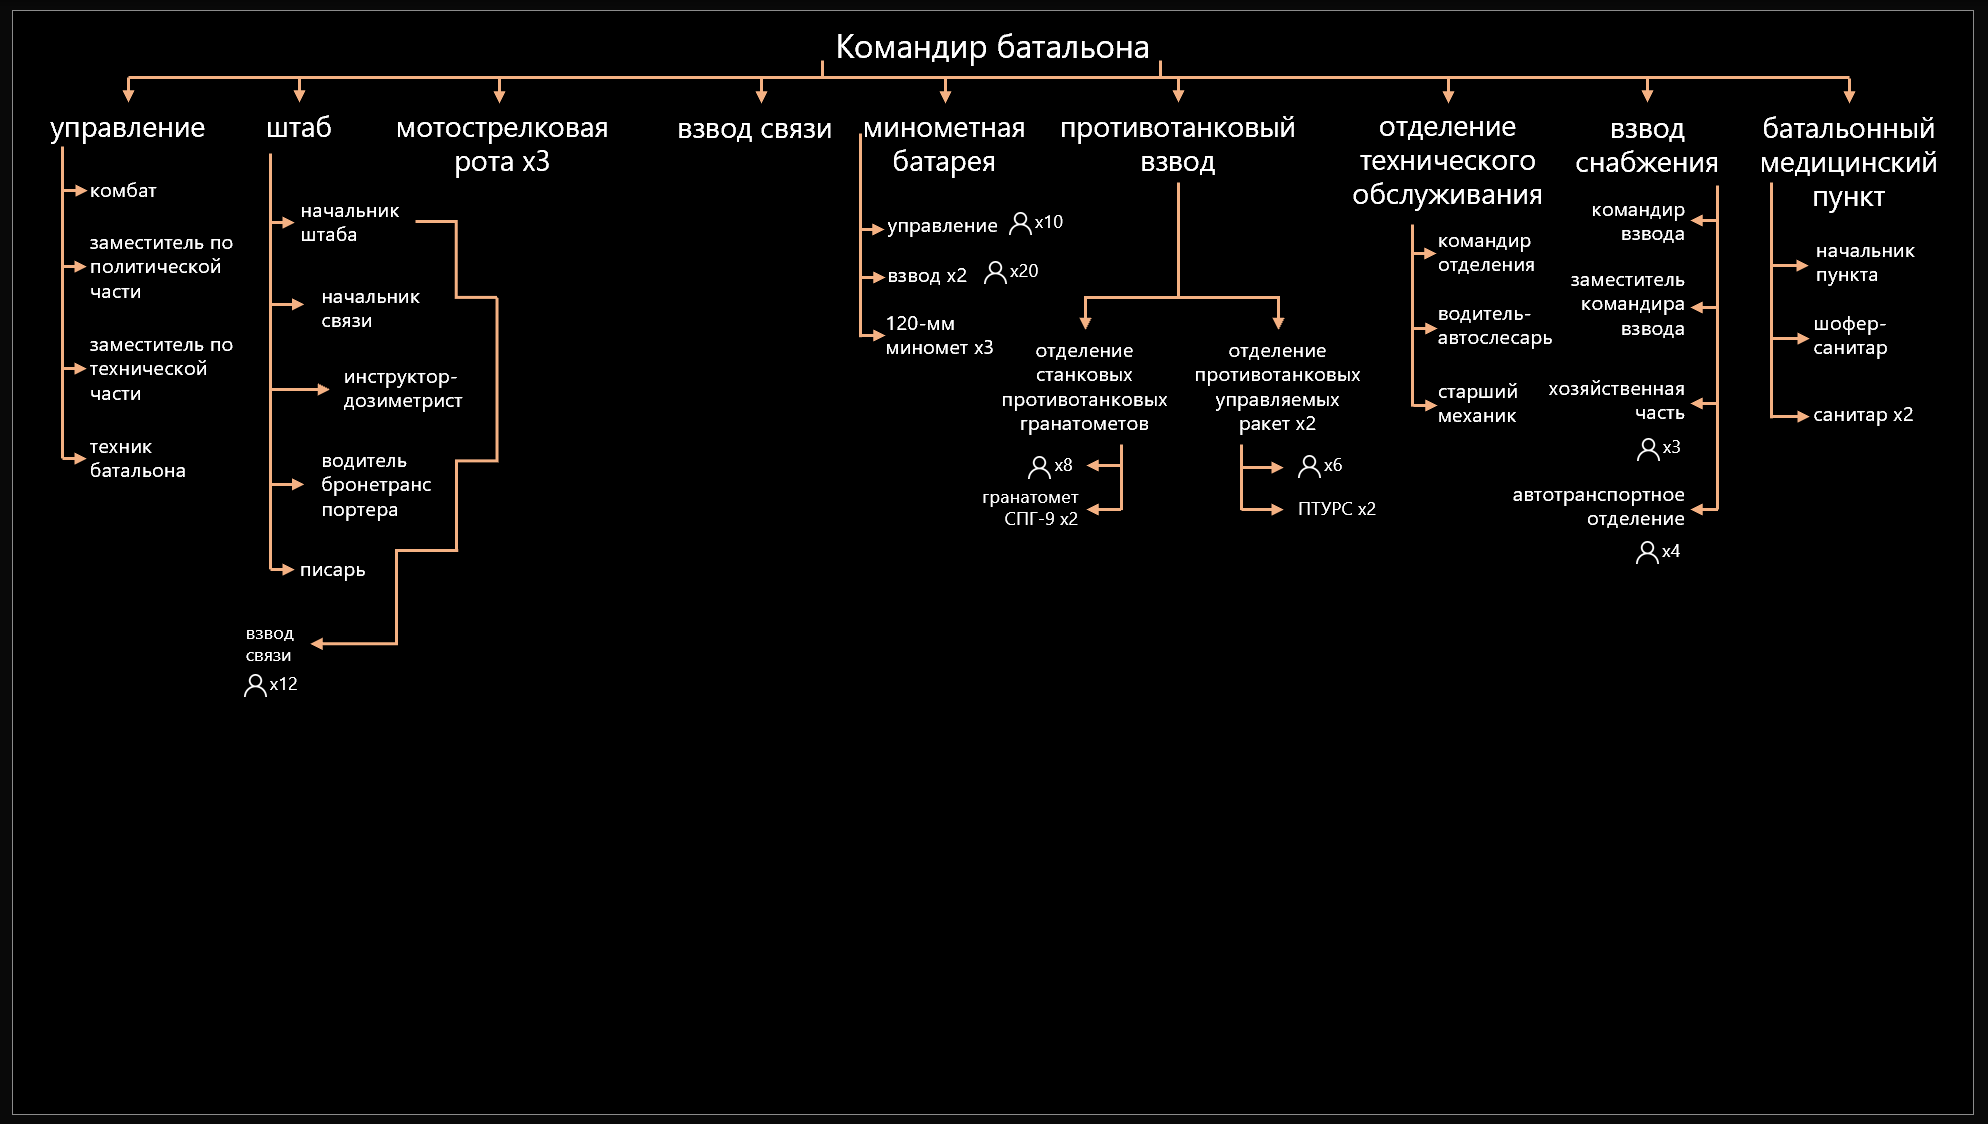 Командир батальона
управление
комбат
заместитель по
политической
части
заместитель по
технической
части
техник
батальона
штаб
начальник
штаба
начальник
связи
инструктор-
дозиметрист
водитель
бронетранс
портера
писарь
взвод
связи
x12
мотострелковая
рота x3
взвод связи
минометная
батарея
управление x10
взвод x2 x20
120-мм
миномет x3
противотанковый
взвод
отделение
станковых
противотанковых
гранатометов
x8
гранатомет
СПГ-9 x2
отделение
противотанковых
управляемых
ракет x2
x6
ПТУРС x2
отделение
технического
обслуживания
командир
отделения
водитель-
автослесарь
старший
механик
взвод
снабжения
командир
взвода
заместитель
командира
взвода
хозяйственная
часть
x3
автотранспортное
отделение
x4
батальонный
медицинский
пункт
начальник
пункта
шофер-
санитар
санитар x2